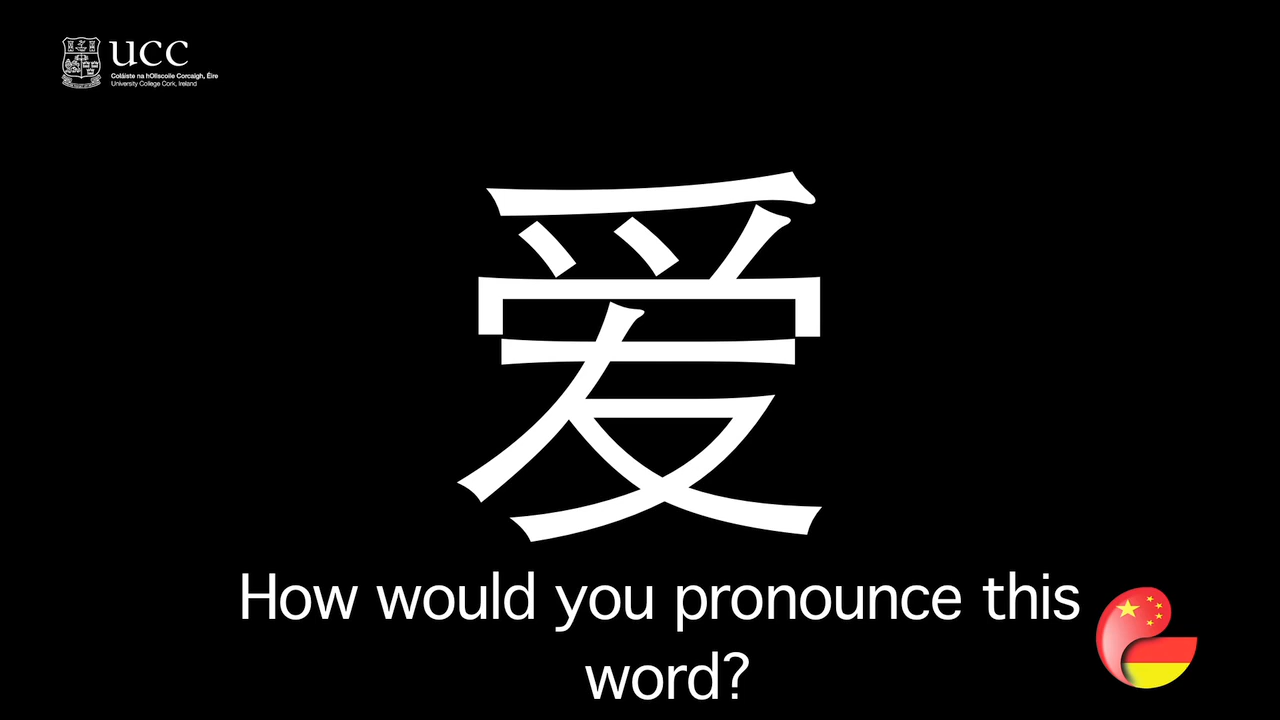 UCC
Coláiste na hOllscoile Corcaigh, Éire
University College Cork, Ireland
爱
How would you pronounce this
word?